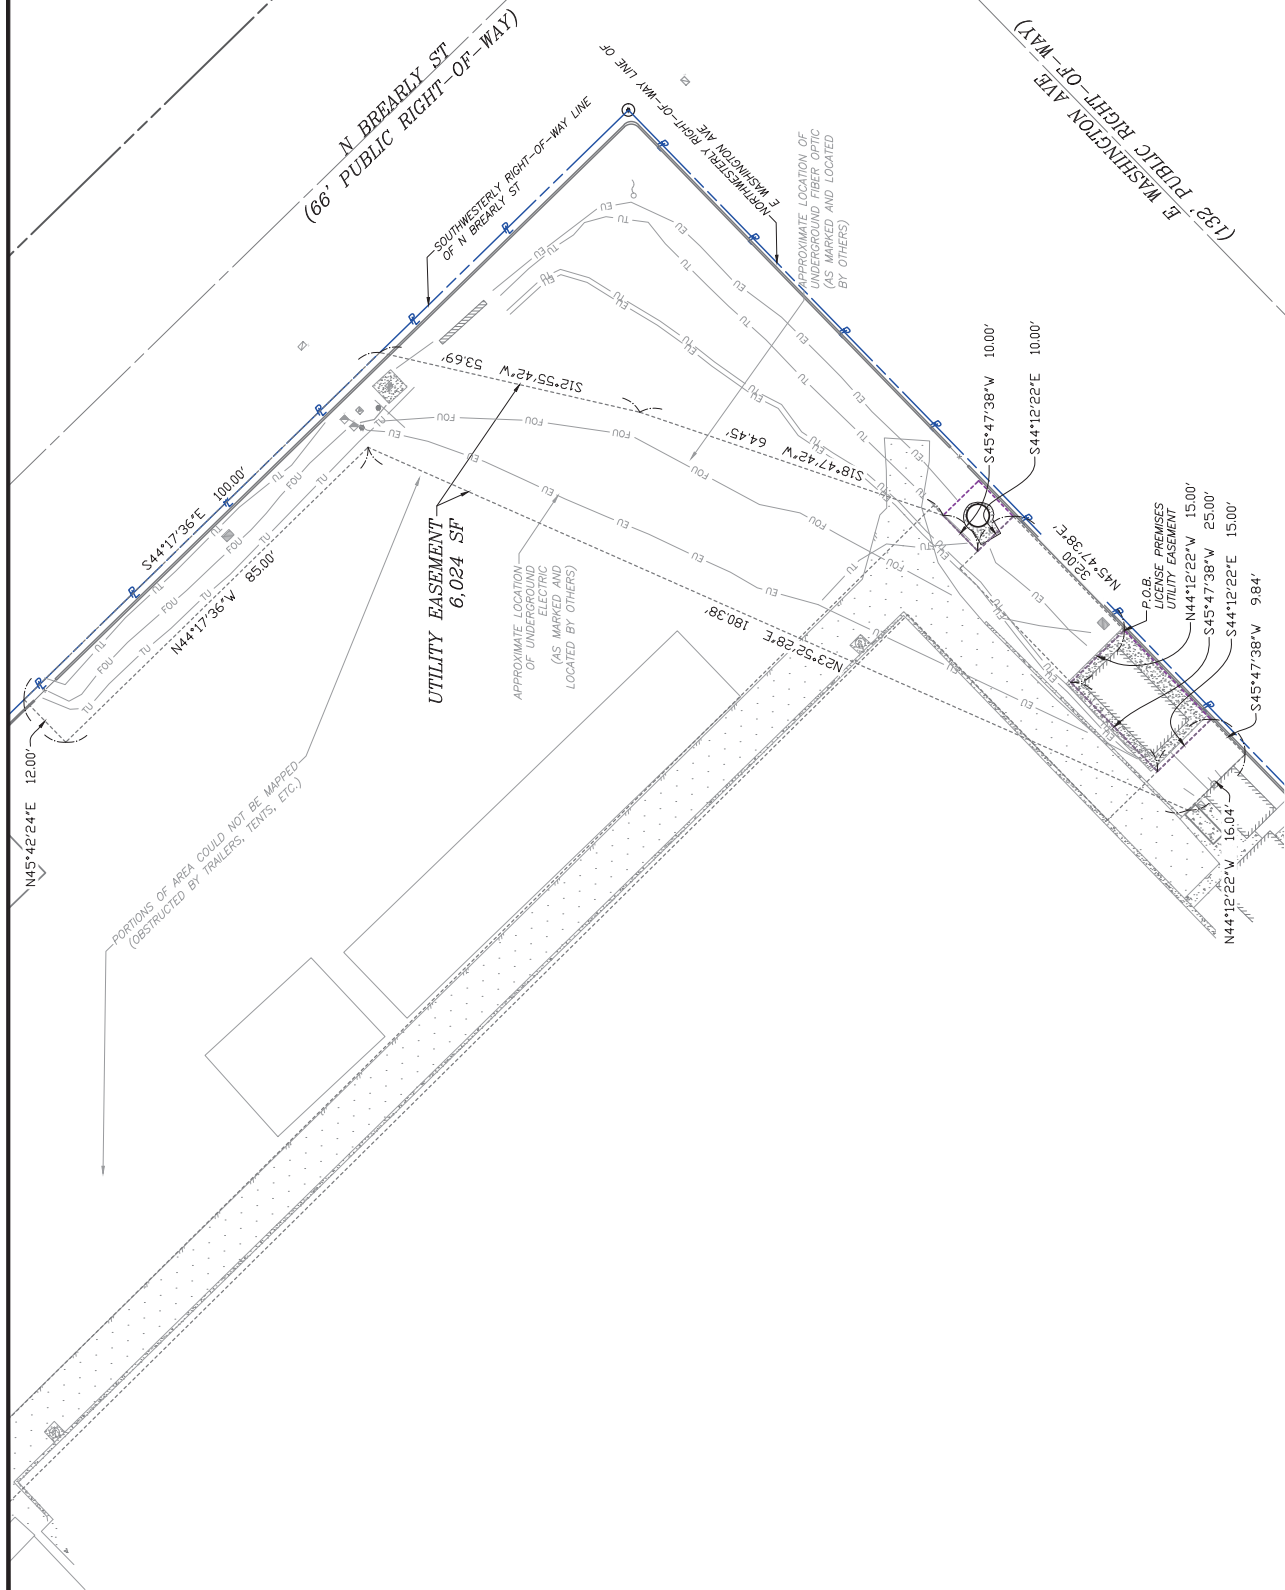 N BREARLY ST
(66' PUBLIC RIGHT-OF-WAY)
E WASHINGTON AVE
(132' PUBLIC RIGHT-OF-WAY)
SOUTHWESTERLY RIGHT-OF-WAY LINE
OF N BREARLY ST
NORTHWESTERLY RIGHT-OF-WAY LINE OF
E WASHINGTON AVE
APPROXIMATE LOCATION OF
UNDERGROUND FIBER OPTIC
(AS MARKED AND LOCATED
BY OTHERS)
S44°17'36"E 100.00'
N44°17'36"W 85.00'
N45°42'24"E 12.00'
S12°55'42"W 53.69'
S18°47'42"W 64.45'
N23°52'28"E 180.38'
UTILITY EASEMENT
6,024 SF
APPROXIMATE LOCATION
OF UNDERGROUND
ELECTRIC
(AS MARKED AND
LOCATED BY OTHERS)
PORTIONS OF AREA COULD NOT BE MAPPED
(OBSTRUCTED BY TRAILERS, TENTS, ETC.)
S45°47'38"W 10.00'
S44°12'22"E 10.00'
N45°47'38"E
32.00'
P.O.B.
LICENSE PREMISES
UTILITY EASEMENT
N44°12'22"W 15.00'
S45°47'38"W 25.00'
S44°12'22"E 15.00'
S45°47'38"W 9.84'
N44°12'22"W 16.04'
PL
EU
TU
FOU